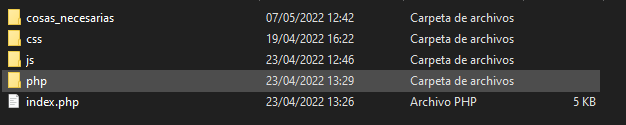 cosas_necesarias 07/05/2022 12:42 Carpeta de archivos
css 19/04/2022 16:22 Carpeta de archivos
js 23/04/2022 12:46 Carpeta de archivos
php 23/04/2022 13:29 Carpeta de archivos
index.php 23/04/2022 13:26 Archivo PHP 5 KB